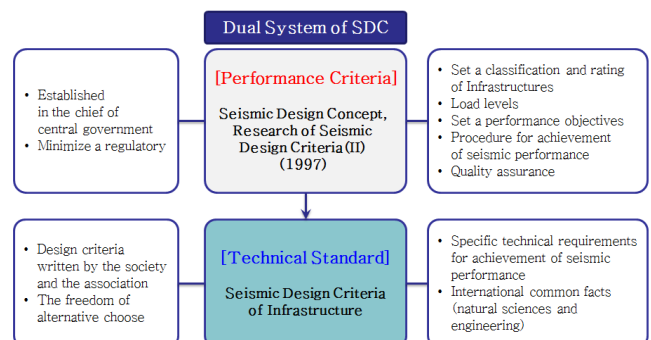 Dual System of SDC
• Established
in the chief of
central government
• Minimize a regulatory
[Performance Criteria]
Seismic Design Concept,
Research of Seismic
Design Criteria(II)
(1997)
• Set a classification and rating
of Infrastructures
• Load levels
• Set a performance objectives
• Procedure for achievement
of seismic performance
• Quality assurance
• Design criteria
written by the society
and the association
• The freedom of
alternative choose
[Technical Standard]
Seismic Design Criteria
of Infrastructure
• Specific technical requirements
for achievement of seismic
performance
• International common facts
(natural sciences and
engineering)